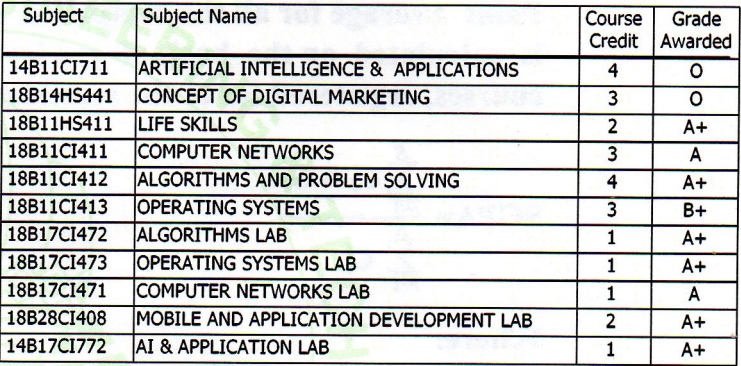 Subject Subject Name Course Credit Grade Awarded
14B11CI711 ARTIFICIAL INTELLIGENCE & APPLICATIONS 4 O
18B14HS441 CONCEPT OF DIGITAL MARKETING 3 O
18B11HS411 LIFE SKILLS 2 A+
18B11CI411 COMPUTER NETWORKS 3 A
18B11CI412 ALGORITHMS AND PROBLEM SOLVING 4 A+
18B11CI413 OPERATING SYSTEMS 3 B+
18B17CI472 ALGORITHMS LAB 1 A+
18B17CI473 OPERATING SYSTEMS LAB 1 A+
18B17CI471 COMPUTER NETWORKS LAB 1 A
18B28CI408 MOBILE AND APPLICATION DEVELOPMENT LAB 2 A+
14B17CI772 AI & APPLICATION LAB 1 A+